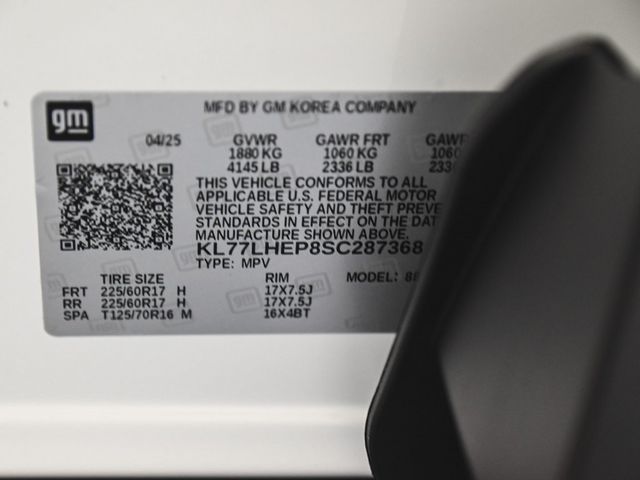 gm
MFD BY GM KOREA COMPANY
04/25 GVWR GAWR FRT
1880 KG 1060 KG 1060
4145 LB 2336 LB
THIS VEHICLE CONFORMS TO ALL
APPLICABLE U.S. FEDERAL MOTOR
VEHICLE SAFETY AND THEFT PREVE
STANDARDS IN EFFECT ON THE DAT
MANUFACTURE SHOWN ABOVE.
KL77LHEP8SC287368
TYPE: MPV
TIRE SIZE RIM MODEL:
FRT 225/60R17 H 17X7.5J
RR 225/60R17 H 17X7.5J
SPA T125/70R16 M 16X4BT